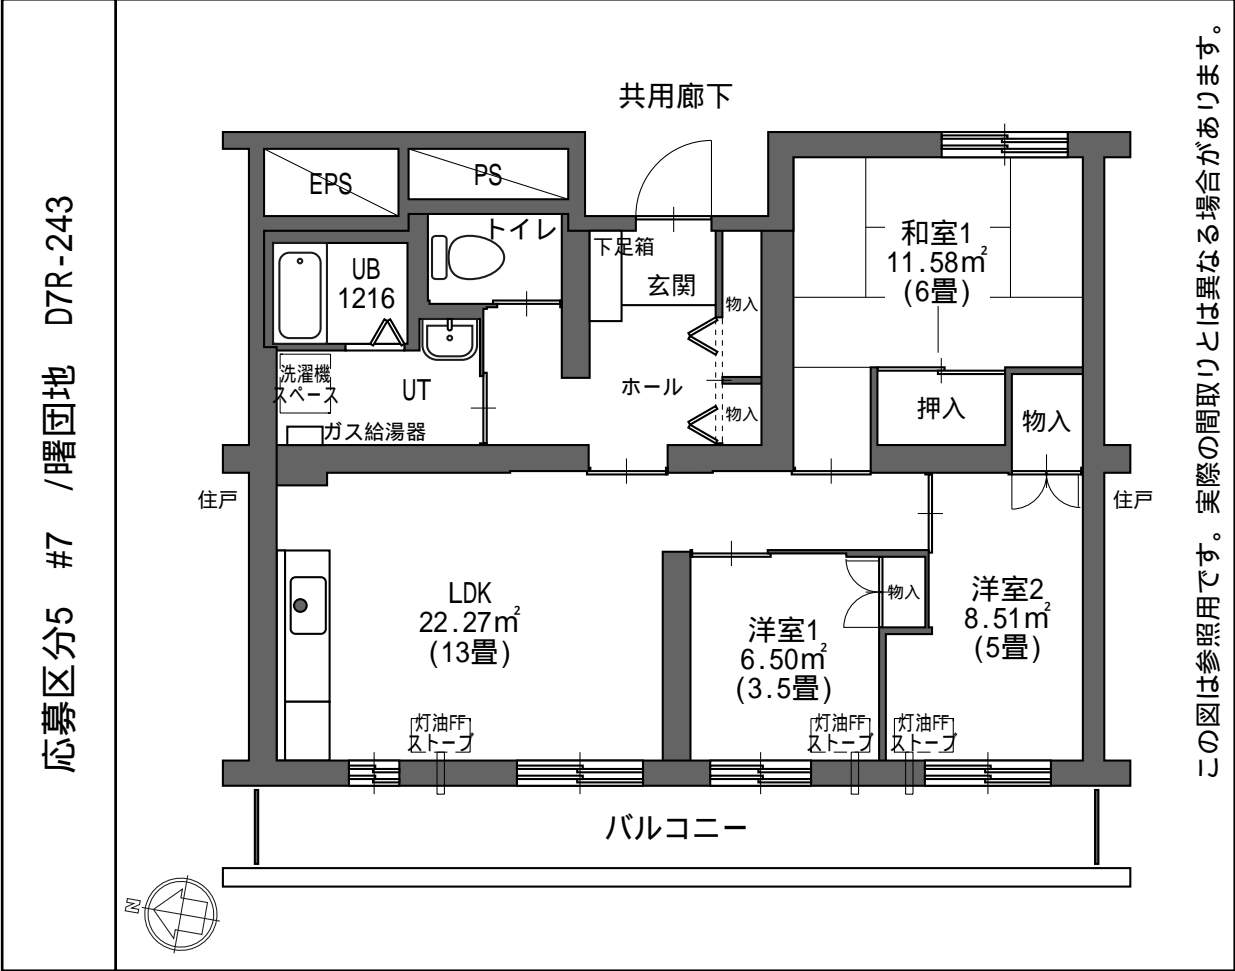 応募区分5 #7 /曙団地 D7R-243
共用廊下
EPS
PS
トイレ
下足箱
玄関
物入
和室1
11.58㎡
(6畳)
UB
1216
洗濯機
スペース
UT
ガス給湯器
ホール
物入
押入
物入
住戸
住戸
LDK
22.27㎡
(13畳)
物入
洋室1
6.50㎡
(3.5畳)
洋室2
8.51㎡
(5畳)
灯油FF
ストーブ
灯油FF
ストーブ
灯油FF
ストーブ
バルコニー
N
この図は参照用です。実際の間取りとは異なる場合があります。